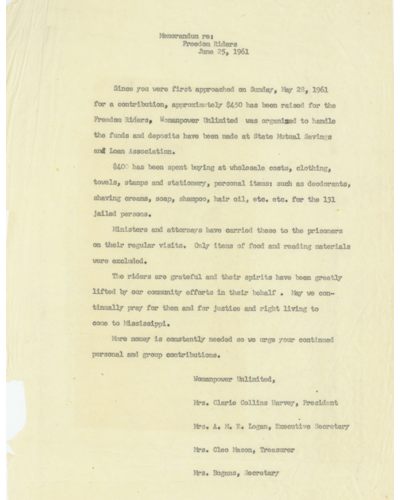 Memorandum re:
Freedom Riders
June 25, 1961
Since you were first approached on Sunday, May 28, 1961
for a contribution, approximately $450 has been raised for the
Freedom Riders, Womanpower Unlimited was organized to handle
the funds and deposits have been made at State Mutual Savings
and Loan Association.
$400 has been spent buying at wholesale costs, clothing,
towels, stamps and stationery, personal items: such as deodorants,
shaving creams, soap, shampoo, hair oil, etc. etc. for the 131
jailed persons.
Ministers and attorneys have carried these to the prisoners
on their regular visits. Only items of food and reading materials
were excluded.
The riders are grateful and their spirits have been greatly
lifted by our community efforts in their behalf . May we con-
tinually pray for them and for justice and right living to
come to Mississippi.
More money is constantly needed so we urge your continued
personal and group contributions.
Womanpower Unlimited,
Mrs. Clarie Collins Harvey, President
Mrs. A. M. E. Logan, Executive Secretary
Mrs. Cleo Mason, Treasurer
Mrs. Bogans, Secretary